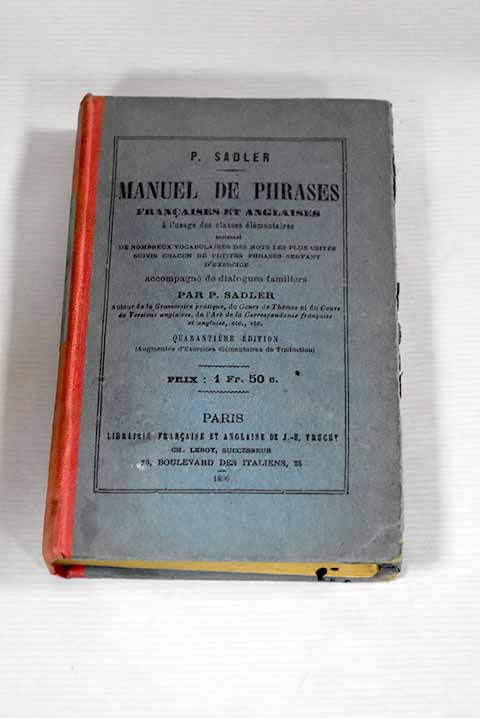 P. SADLER
MANUEL DE PHRASES
FRANÇAISES ET ANGLAISES
à l'usage des classes élémentaires
contenant
DE NOMBREUX VOCABULAIRES DES MOTS LES PLUS USITÉS
SUIVIS CHACUN DE PETITES PHRASES SERVANT
D'EXERCICE
accompagné de dialogues familiers
PAR P. SADLER
Auteur de la Grammaire pratique, du Cours de Thèmes et du Cours
de Versions anglaises, de l'Art de la Correspondance française
et anglaise, etc., etc.
QUARANTIÈME ÉDITION
(Augmentée d'Exercices élémentaires de Traduction)
PRIX : 1 Fr. 50 c.
PARIS
LIBRAIRIE FRANÇAISE ET ANGLAISE DE J.-H. TRUCHY
CH. LEROY, SUCCESSEUR
26, BOULEVARD DES ITALIENS, 26